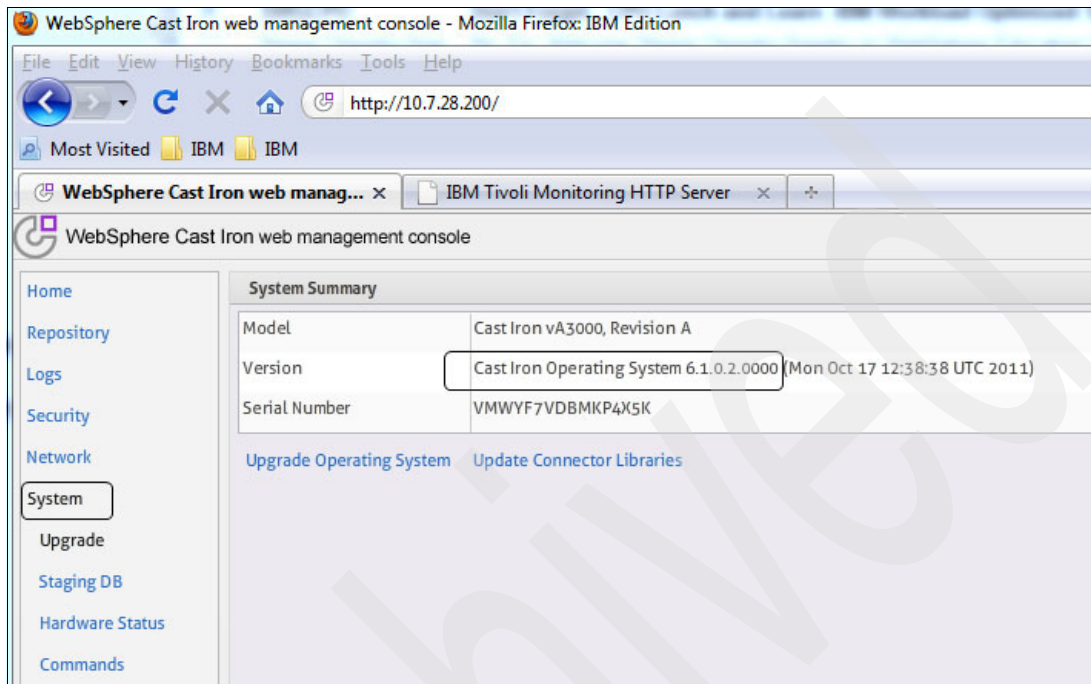 WebSphere Cast Iron web management console - Mozilla Firefox: IBM Edition
File Edit View History Bookmarks Tools Help
http://10.7.28.200/
Most Visited IBM IBM
WebSphere Cast Iron web manag... × IBM Tivoli Monitoring HTTP Server ×
WebSphere Cast Iron web management console
Home
Repository
Logs
Security
Network
System
Upgrade
Staging DB
Hardware Status
Commands
System Summary
Model Cast Iron vA3000, Revision A
Version Cast Iron Operating System 6.1.0.2.0000 (Mon Oct 17 12:38:38 UTC 2011)
Serial Number VMWYF7VDBMKP4X5K
Upgrade Operating System Update Connector Libraries